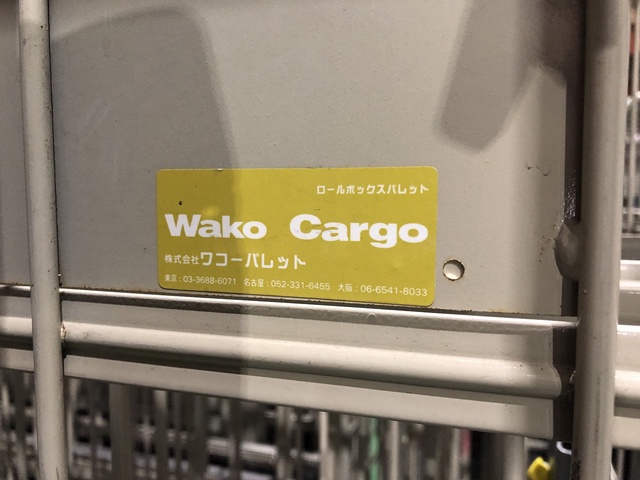 ロールボックスパレット
Wako Cargo
株式会社ワコーパレット
東京:03-3688-6071 名古屋:052-331-6455 大阪:06-6541-8033